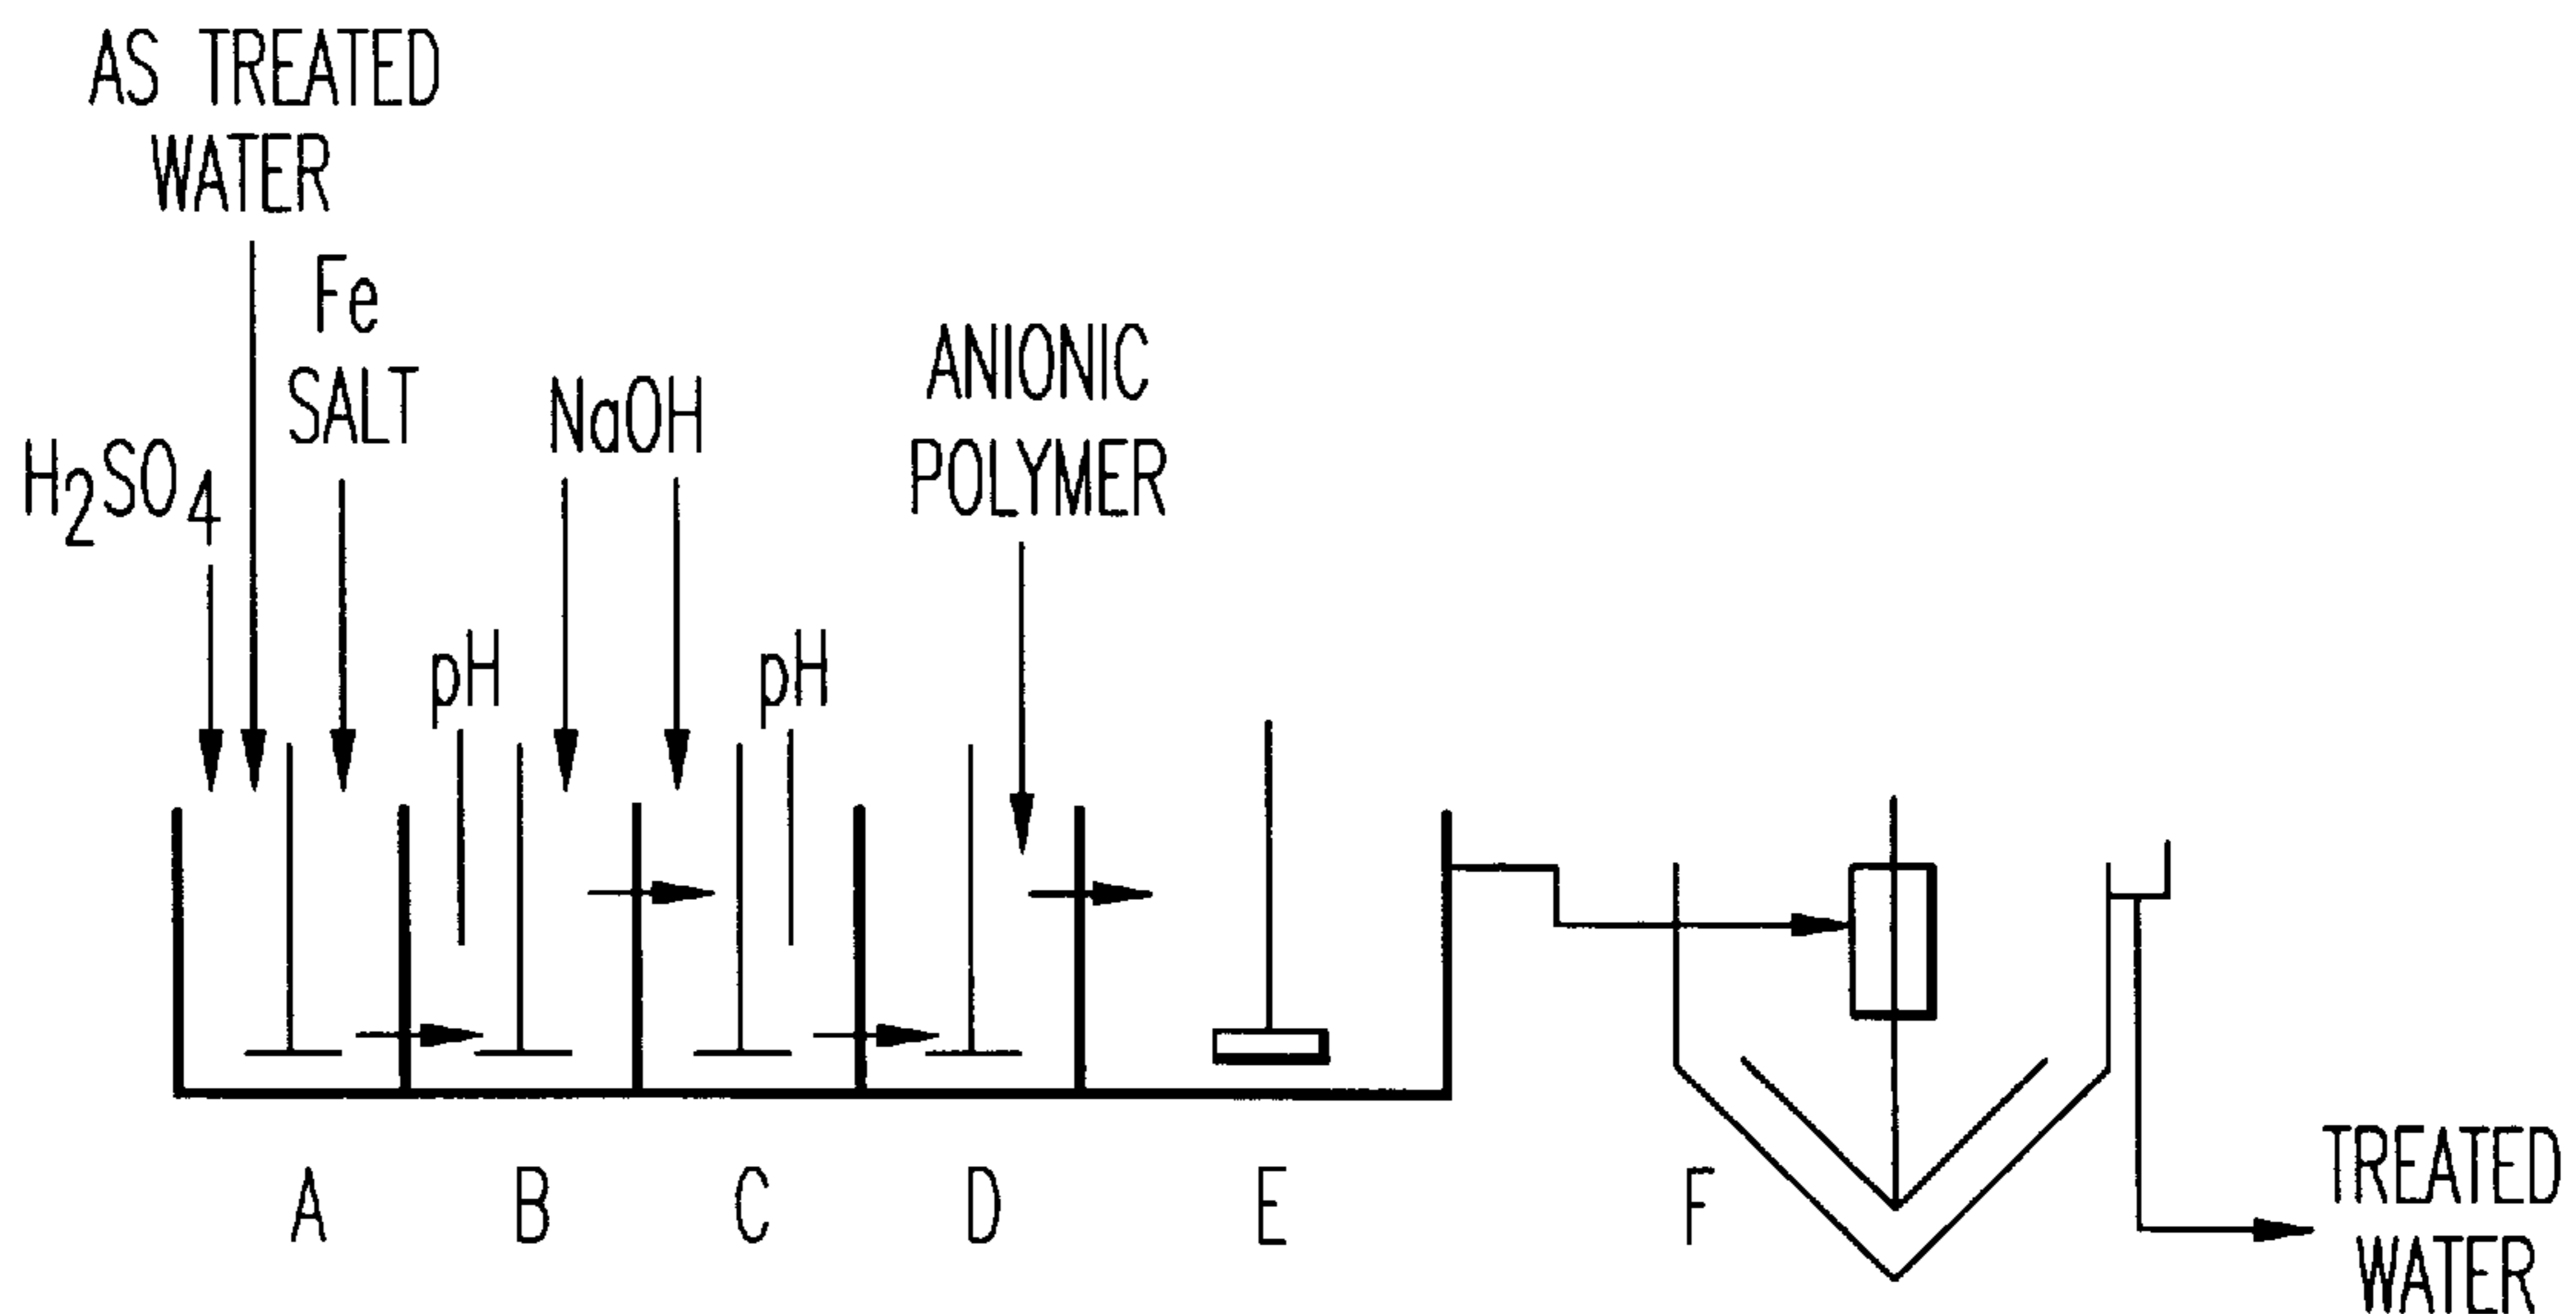 AS TREATED
WATER
Fe
SALT
H₂SO₄
NaOH
ANIONIC
POLYMER
pH
pH
A
B
C
D
E
F
TREATED
WATER